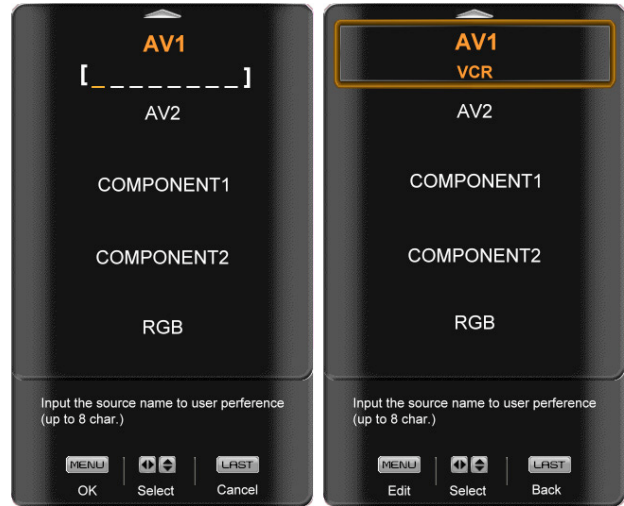 AV1
[_ _ _ _ _ _ _ _]
AV2
COMPONENT1
COMPONENT2
RGB
Input the source name to user perference
(up to 8 char.)
MENU LAST
OK Select Cancel
AV1
VCR
AV2
COMPONENT1
COMPONENT2
RGB
Input the source name to user perference
(up to 8 char.)
MENU LAST
Edit Select Back